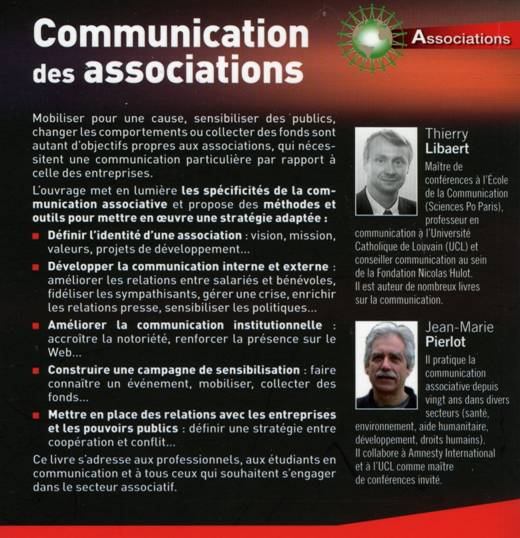 Communication
des associations
Associations
Mobiliser pour une cause, sensibiliser des publics,
changer les comportements ou collecter des fonds sont
autant d'objectifs propres aux associations, qui néces-
sitent une communication particulière par rapport à
celle des entreprises.
L'ouvrage met en lumière les spécificités de la com-
munication associative et propose des méthodes et
outils pour mettre en œuvre une stratégie adaptée :
■ Définir l'identité d'une association : vision, mission,
valeurs, projets de développement...
■ Développer la communication interne et externe :
améliorer les relations entre salariés et bénévoles,
fidéliser les sympathisants, gérer une crise, enrichir
les relations presse, sensibiliser les politiques...
■ Améliorer la communication institutionnelle :
accroître la notoriété, renforcer la présence sur le
Web...
■ Construire une campagne de sensibilisation : faire
connaître un événement, mobiliser, collecter des
fonds...
■ Mettre en place des relations avec les entreprises
et les pouvoirs publics : définir une stratégie entre
coopération et conflit...
Ce livre s'adresse aux professionnels, aux étudiants en
communication et à tous ceux qui souhaitent s'engager
dans le secteur associatif.
Thierry
Libaert
Maître de
conférences à l'École
de la Communication
(Sciences Po Paris),
professeur en
communication à l'Université
Catholique de Louvain (UCL) et
conseiller communication au sein
de la Fondation Nicolas Hulot.
Il est auteur de nombreux livres
sur la communication.
Jean-Marie
Pierlot
Il pratique la
communication
associative depuis
vingt ans dans divers
secteurs (santé,
environnement, aide humanitaire,
développement, droits humains).
Il collabore à Amnesty International
et à l'UCL comme maître
de conférences invité.